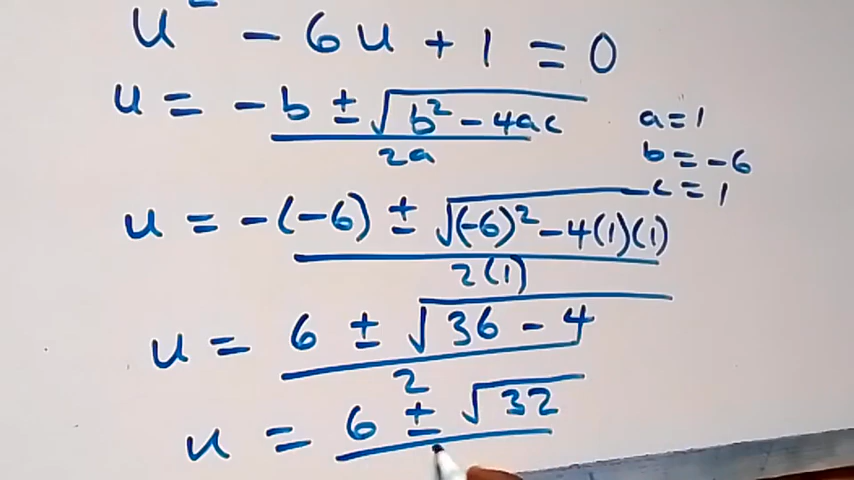 u² - 6u + 1 = 0
u = -b ± √(b² - 4ac) / 2a
a = 1
b = -6
c = 1
u = -(-6) ± √((-6)² - 4(1)(1)) / 2(1)
u = 6 ± √(36 - 4) / 2
u = 6 ± √32